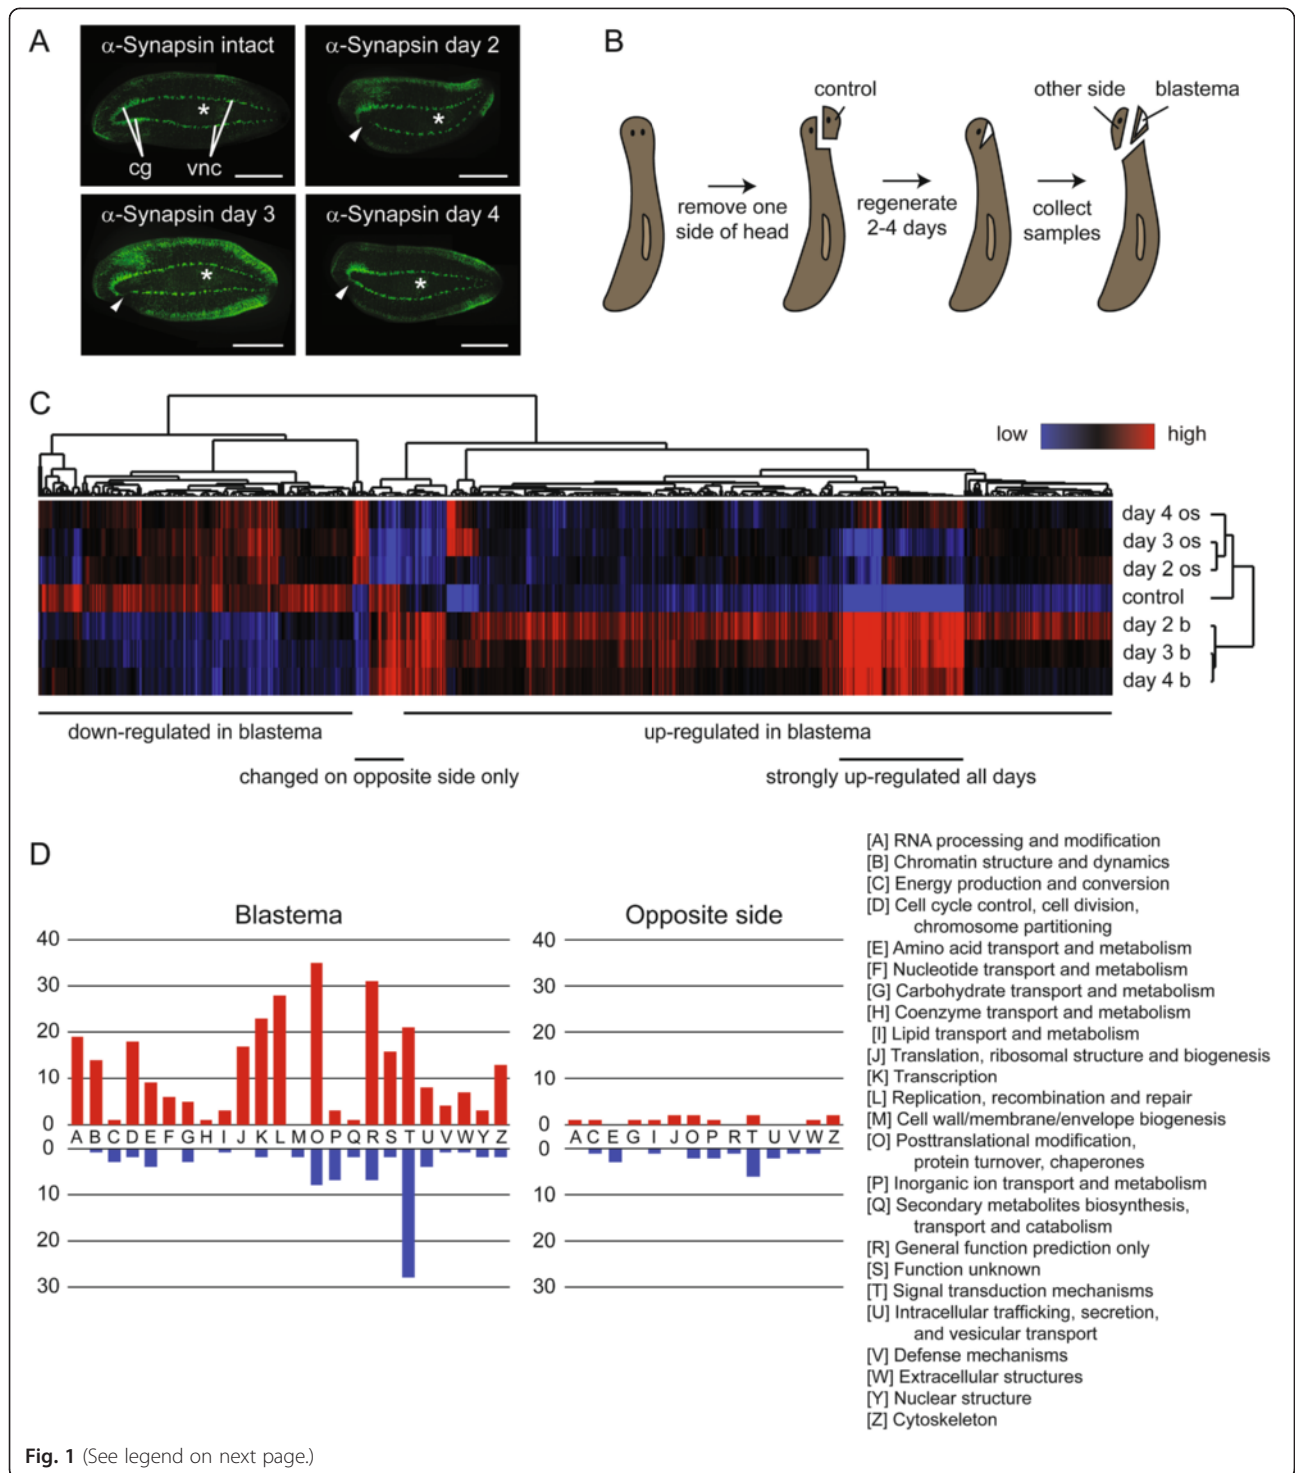 A
α-Synapsin intact
α-Synapsin day 2
cg
vnc
*
*
α-Synapsin day 3
α-Synapsin day 4
*
*
B
control
other side
blastema
remove one
side of head
regenerate
2-4 days
collect
samples
C
low
high
day 4 os
day 3 os
day 2 os
control
day 2 b
day 3 b
day 4 b
down-regulated in blastema
up-regulated in blastema
changed on opposite side only
strongly up-regulated all days
D
Blastema
40
30
20
10
0
A B C D E F G H I J K L M O P Q R S T U V W Y Z
0
10
20
30
Opposite side
40
30
20
10
0
A C E G I J O P R T U V W Z
0
10
20
30
[A] RNA processing and modification
[B] Chromatin structure and dynamics
[C] Energy production and conversion
[D] Cell cycle control, cell division,
chromosome partitioning
[E] Amino acid transport and metabolism
[F] Nucleotide transport and metabolism
[G] Carbohydrate transport and metabolism
[H] Coenzyme transport and metabolism
[I] Lipid transport and metabolism
[J] Translation, ribosomal structure and biogenesis
[K] Transcription
[L] Replication, recombination and repair
[M] Cell wall/membrane/envelope biogenesis
[O] Posttranslational modification,
protein turnover, chaperones
[P] Inorganic ion transport and metabolism
[Q] Secondary metabolites biosynthesis,
transport and catabolism
[R] General function prediction only
[S] Function unknown
[T] Signal transduction mechanisms
[U] Intracellular trafficking, secretion,
and vesicular transport
[V] Defense mechanisms
[W] Extracellular structures
[Y] Nuclear structure
[Z] Cytoskeleton
Fig. 1 (See legend on next page.)